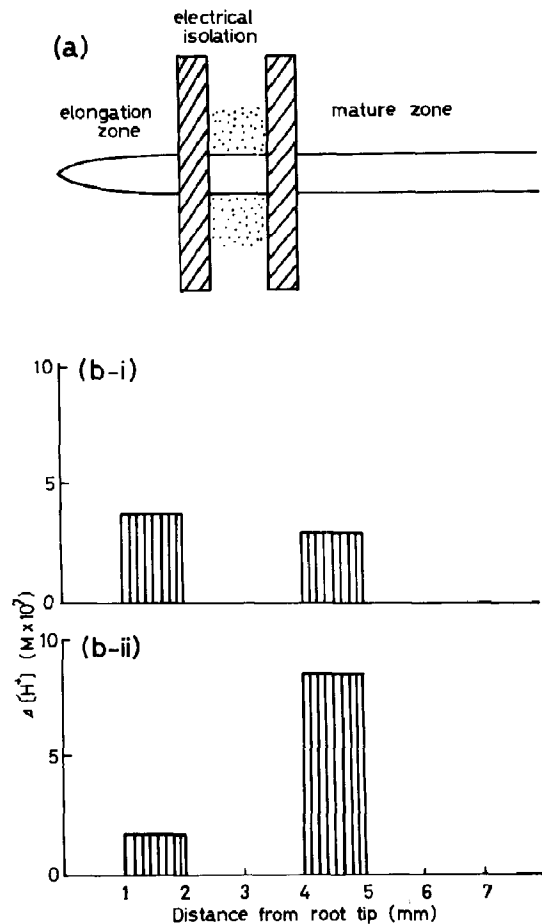 electrical
isolation
(a)
elongation
zone
mature zone
(b-i)
10
5
0
(b-ii)
10
5
0
Δ[H⁺] (M×10⁷)
1 2 3 4 5 6 7
Distance from root tip (mm)